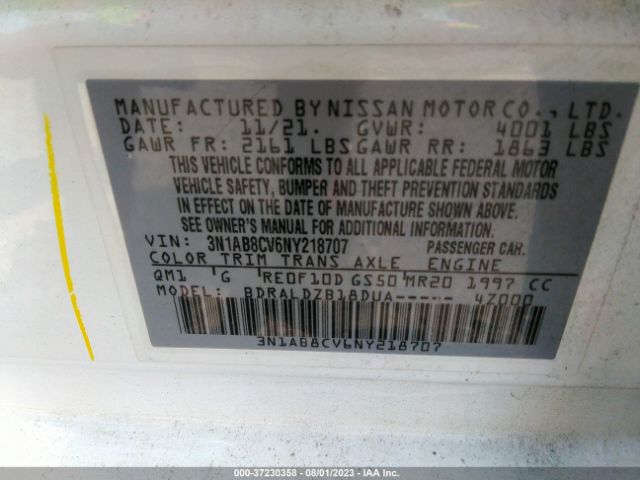 MANUFACTURED BY NISSAN MOTOR CO., LTD.
DATE: 11/21. GVWR: 4001 LBS
GAWR FR: 2161 LBS GAWR RR: 1863 LBS
THIS VEHICLE CONFORMS TO ALL APPLICABLE FEDERAL MOTOR
VEHICLE SAFETY, BUMPER AND THEFT PREVENTION STANDARDS
IN EFFECT ON THE DATE OF MANUFACTURE SHOWN ABOVE.
SEE OWNER'S MANUAL FOR ADDITIONAL INFORMATION
VIN: 3N1AB8CV6NY218707 PASSENGER CAR.
COLOR TRIM TRANS AXLE ENGINE
QM1 G RE0F10D GS50 MR20 1997 CC
MODEL: BDRALDZB18DUA----- 4Z000
3N1AB8CV6NY218707
000-37230358 - 08/01/2023 - IAA Inc.